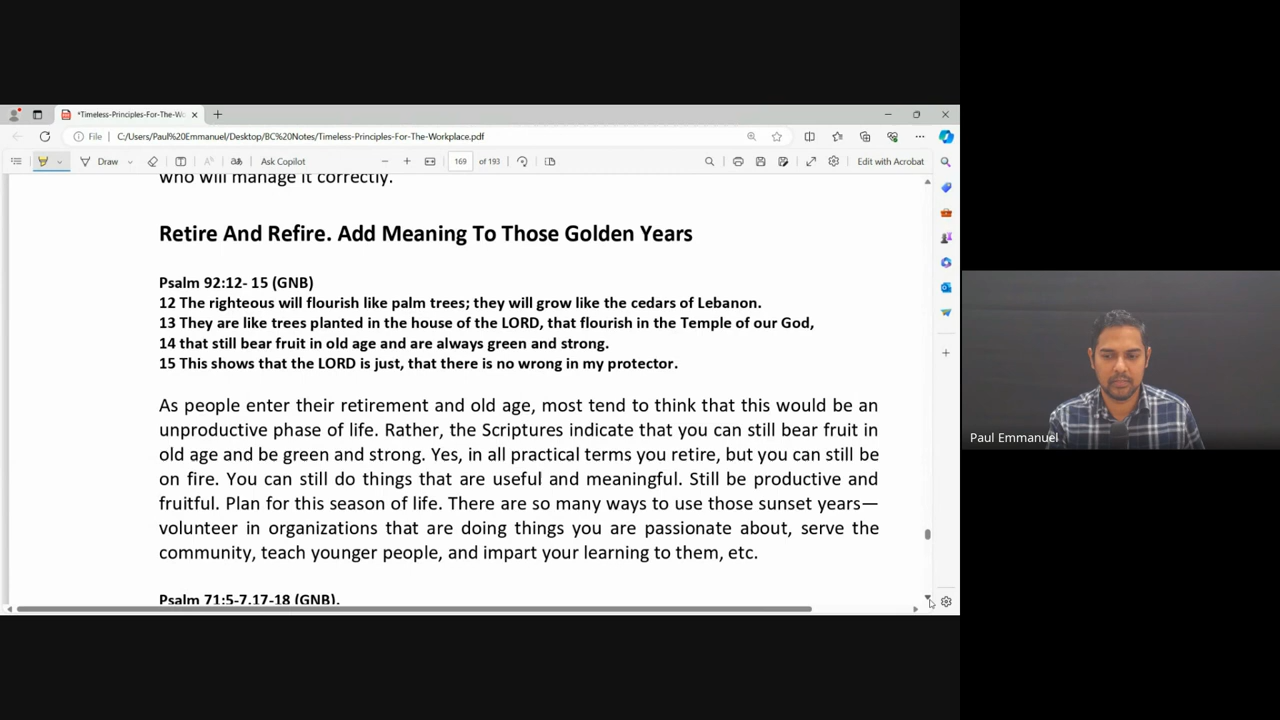 *Timeless-Principles-For-The-Wo
File
C:/Users/Paul%20Emmanuel/Desktop/BC%20Notes/Timeless-Principles-For-The-Workplace.pdf
Draw
Ask Copilot
169 of 193
Edit with Acrobat
who will manage it correctly.
Retire And Refire. Add Meaning To Those Golden Years
Psalm 92:12- 15 (GNB)
12 The righteous will flourish like palm trees; they will grow like the cedars of Lebanon.
13 They are like trees planted in the house of the LORD, that flourish in the Temple of our God,
14 that still bear fruit in old age and are always green and strong.
15 This shows that the LORD is just, that there is no wrong in my protector.
As people enter their retirement and old age, most tend to think that this would be an
unproductive phase of life. Rather, the Scriptures indicate that you can still bear fruit in
old age and be green and strong. Yes, in all practical terms you retire, but you can still be
on fire. You can still do things that are useful and meaningful. Still be productive and
fruitful. Plan for this season of life. There are so many ways to use those sunset years—
volunteer in organizations that are doing things you are passionate about, serve the
community, teach younger people, and impart your learning to them, etc.
Psalm 71:5-7,17-18 (GNB).
Paul Emmanuel